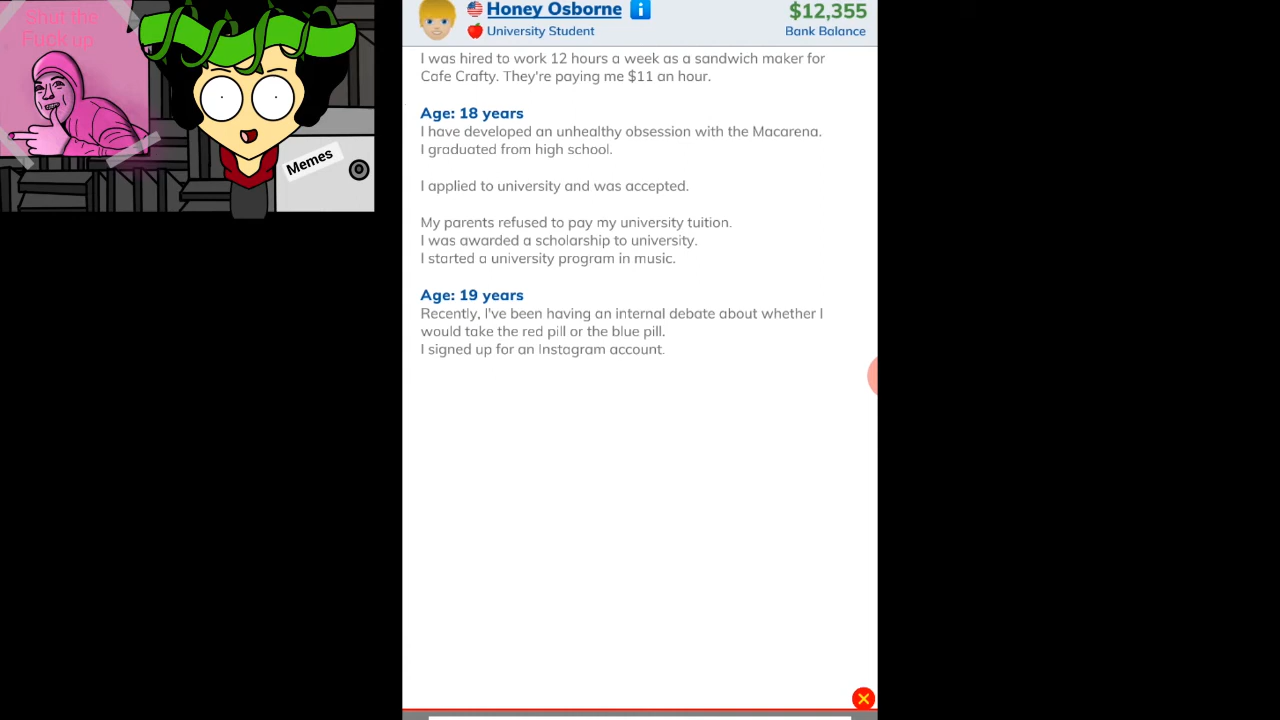 Shut the
Fuck up
Memes
Honey Osborne
i
University Student
$12,355
Bank Balance
I was hired to work 12 hours a week as a sandwich maker for
Cafe Crafty. They're paying me $11 an hour.
Age: 18 years
I have developed an unhealthy obsession with the Macarena.
I graduated from high school.
I applied to university and was accepted.
My parents refused to pay my university tuition.
I was awarded a scholarship to university.
I started a university program in music.
Age: 19 years
Recently, I've been having an internal debate about whether I
would take the red pill or the blue pill.
I signed up for an Instagram account.